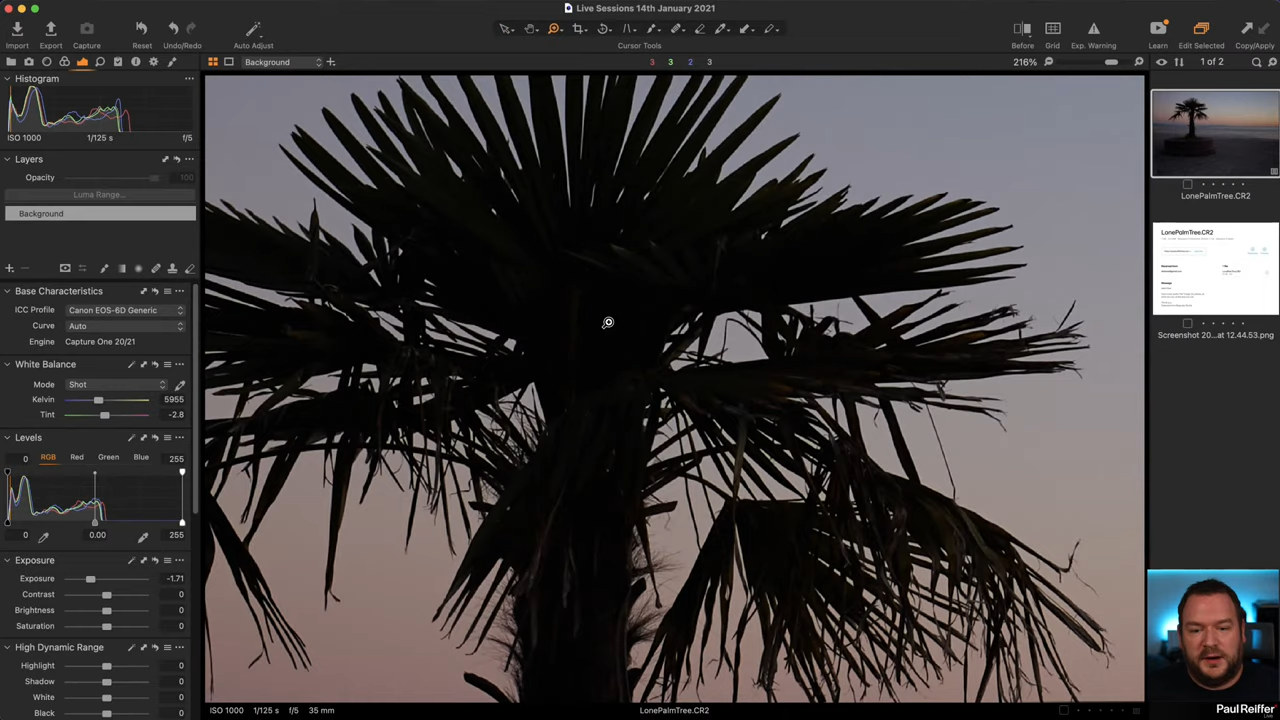 Live Sessions 14th January 2021
Import
Export
Capture
Reset
Undo/Redo
Auto Adjust
Cursor Tools
Before
Grid
Exp. Warning
Learn
Edit Selected
Copy/Apply
Background
3 3 2 3
216%
1 of 2
Histogram
ISO 1000 1/125 s f/5
Layers
Opacity 100
Luma Range...
Background
Base Characteristics
ICC Profile Canon EOS-6D Generic
Curve Auto
Engine Capture One 20/21
White Balance
Mode Shot
Kelvin 5955
Tint -2.8
Levels
0 RGB Red Green Blue 255
0 0.00 255
Exposure
Exposure -1.71
Contrast 0
Brightness 0
Saturation 0
High Dynamic Range
Highlight 0
Shadow 0
White 0
Black 0
ISO 1000 1/125 s f/5 35 mm
LonePalmTree.CR2
LonePalmTree.CR2
LonePalmTree.CR2
Screenshot 20...at 12.44.53.png
Paul Reiffer
Live